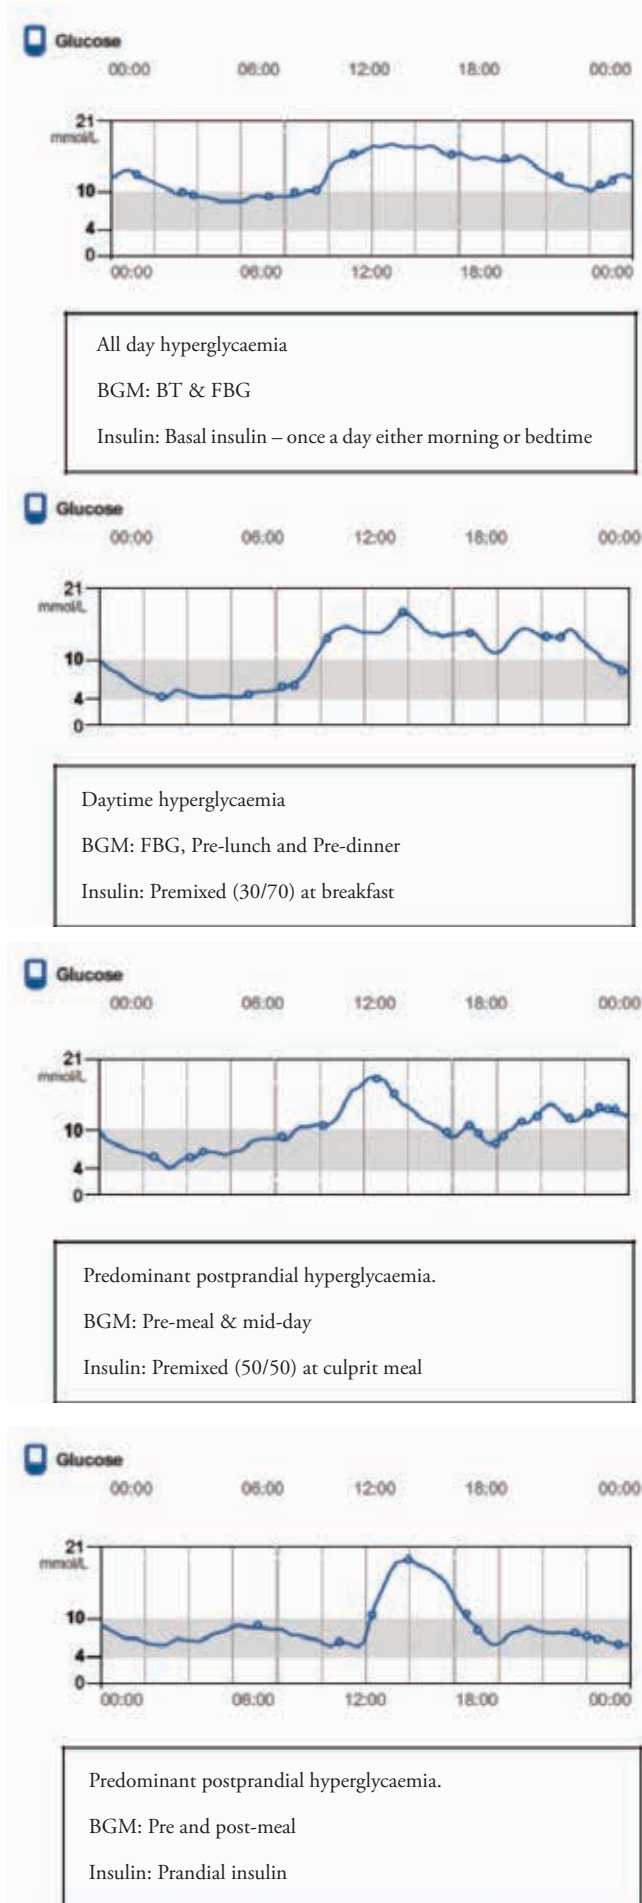 Glucose
00:00 06:00 12:00 18:00 00:00
21
mmol/L
10
4
0
00:00 06:00 12:00 18:00 00:00
All day hyperglycaemia
BGM: BT & FBG
Insulin: Basal insulin – once a day either morning or bedtime
Glucose
00:00 06:00 12:00 18:00 00:00
21
mmol/L
10
4
0
Daytime hyperglycaemia
BGM: FBG, Pre-lunch and Pre-dinner
Insulin: Premixed (30/70) at breakfast
Glucose
00:00 06:00 12:00 18:00 00:00
21
mmol/L
10
4
0
Predominant postprandial hyperglycaemia.
BGM: Pre-meal & mid-day
Insulin: Premixed (50/50) at culprit meal
Glucose
00:00 06:00 12:00 18:00 00:00
21
mmol/L
10
4
0
00:00 06:00 12:00 18:00 00:00
Predominant postprandial hyperglycaemia.
BGM: Pre and post-meal
Insulin: Prandial insulin